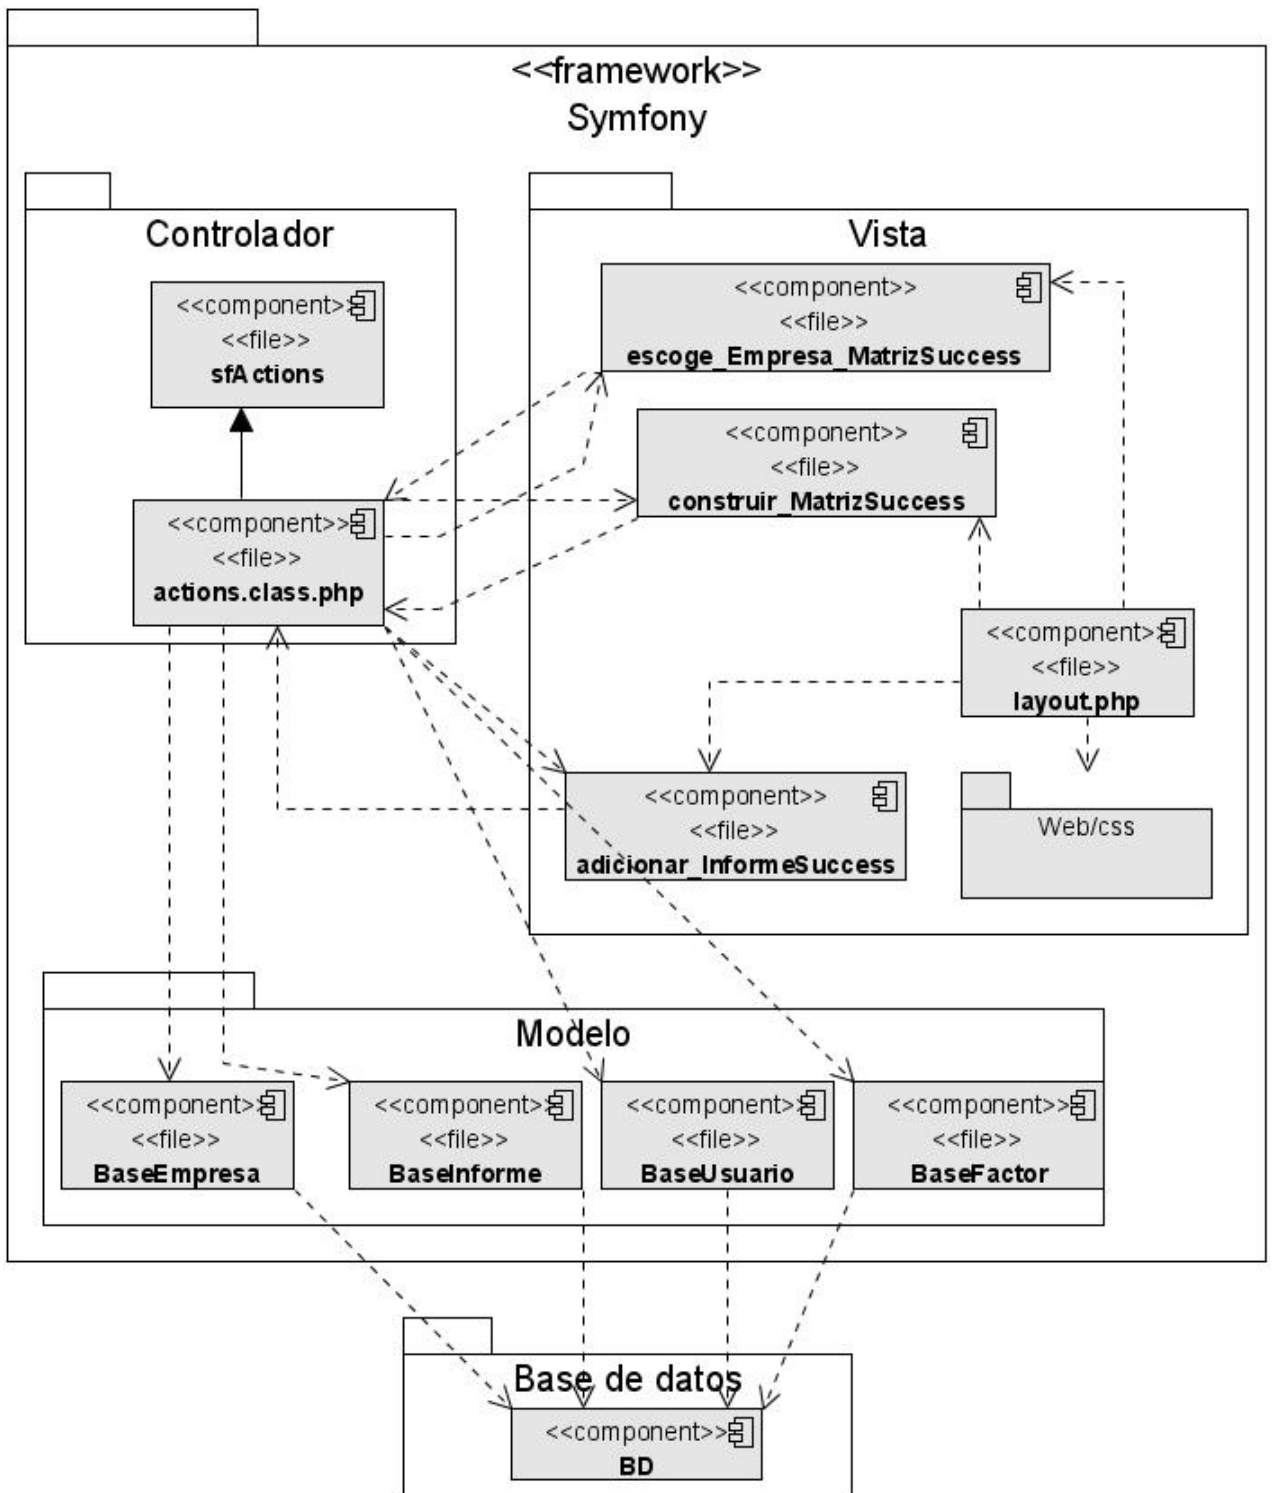 <<framework>>
Symfony
Controlador
<<component>>
<<file>>
sfActions
<<component>>
<<file>>
actions.class.php
Vista
<<component>>
<<file>>
escoge_Empresa_MatrizSuccess
<<component>>
<<file>>
construir_MatrizSuccess
<<component>>
<<file>>
layout.php
<<component>>
<<file>>
adicionar_InformeSuccess
Web/css
Modelo
<<component>>
<<file>>
BaseEmpresa
<<component>>
<<file>>
BaseInforme
<<component>>
<<file>>
BaseUsuario
<<component>>
<<file>>
BaseFactor
Base de datos
<<component>>
BD